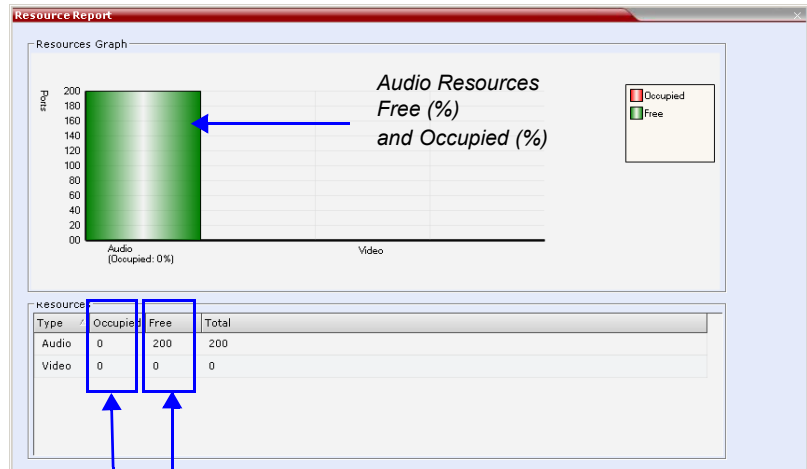 Resource Report
Resources Graph
Ports
200
180
160
140
120
100
80
60
40
20
00
Audio
(Occupied: 0%)
Video
Audio Resources
Free (%)
and Occupied (%)
Occupied
Free
Resources
Type Occupied Free Total
Audio 0 200 200
Video 0 0 0